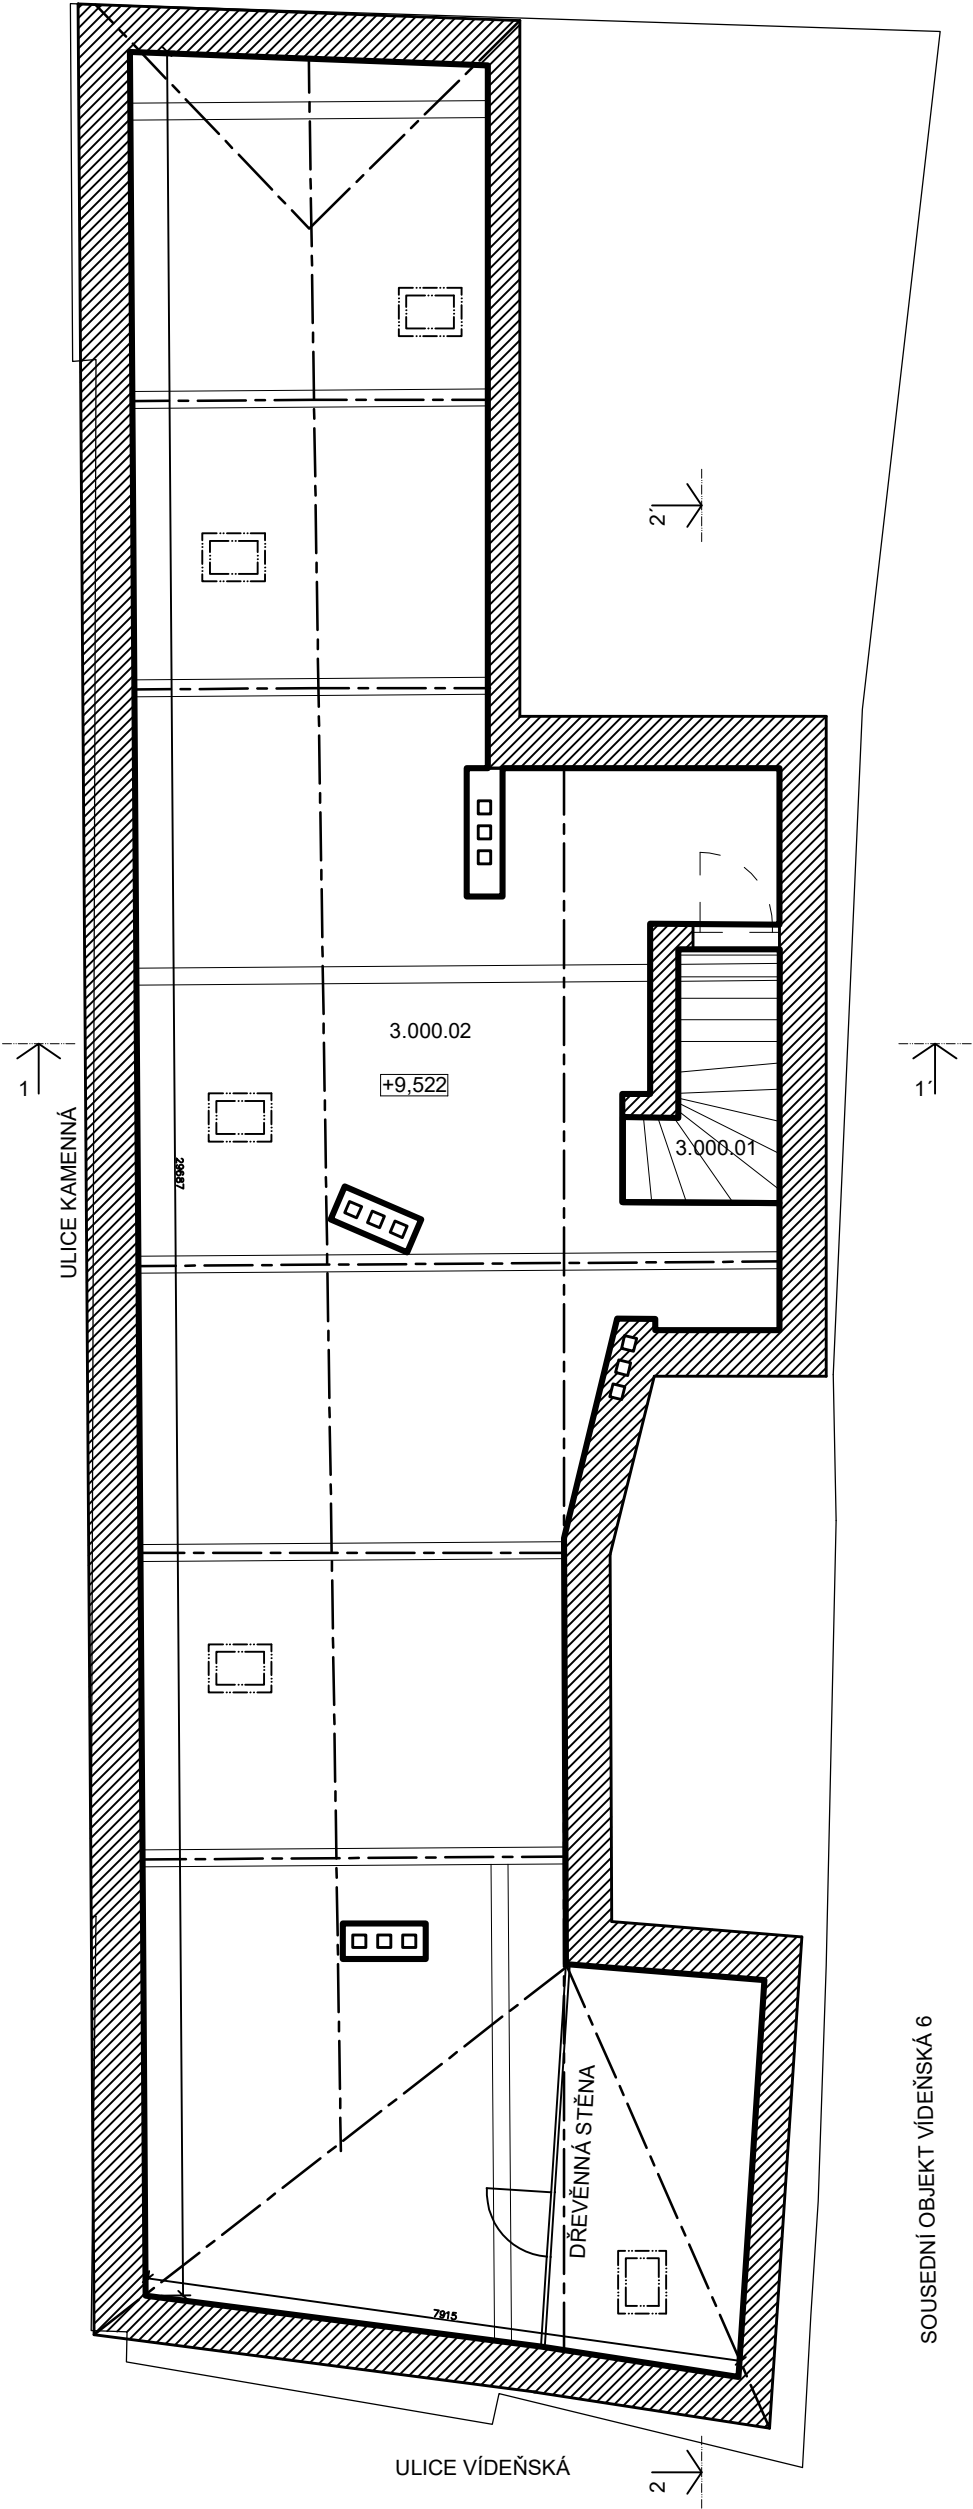 2´
3.000.02
+9,522
1
1´
ULICE KAMENNÁ
29687
3.000.01
DŘEVĚNNÁ STĚNA
SOUSEDNÍ OBJEKT VÍDEŇSKÁ 6
7915
ULICE VÍDEŇSKÁ
2